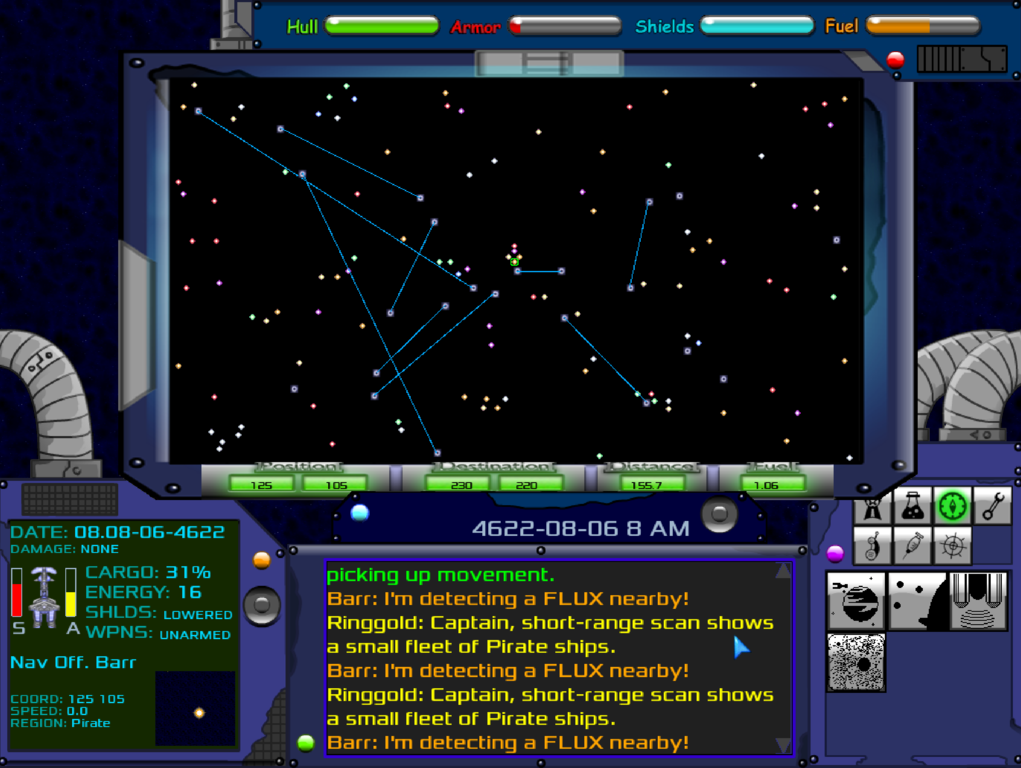 Hull Armor Shields Fuel
Position Destination Distance Fuel
125 105 230 220 155.7 1.06
4622-08-06 8 AM
DATE: 08.08-06-4622
DAMAGE: NONE
CARGO: 31%
ENERGY: 16
SHLDS: LOWERED
S A WPNS: UNARMED
Nav Off. Barr
COORD: 125 105
SPEED: 0.0
REGION: Pirate
picking up movement.
Barr: I'm detecting a FLUX nearby!
Ringgold: Captain, short-range scan shows
a small fleet of Pirate ships.
Barr: I'm detecting a FLUX nearby!
Ringgold: Captain, short-range scan shows
a small fleet of Pirate ships.
Barr: I'm detecting a FLUX nearby!